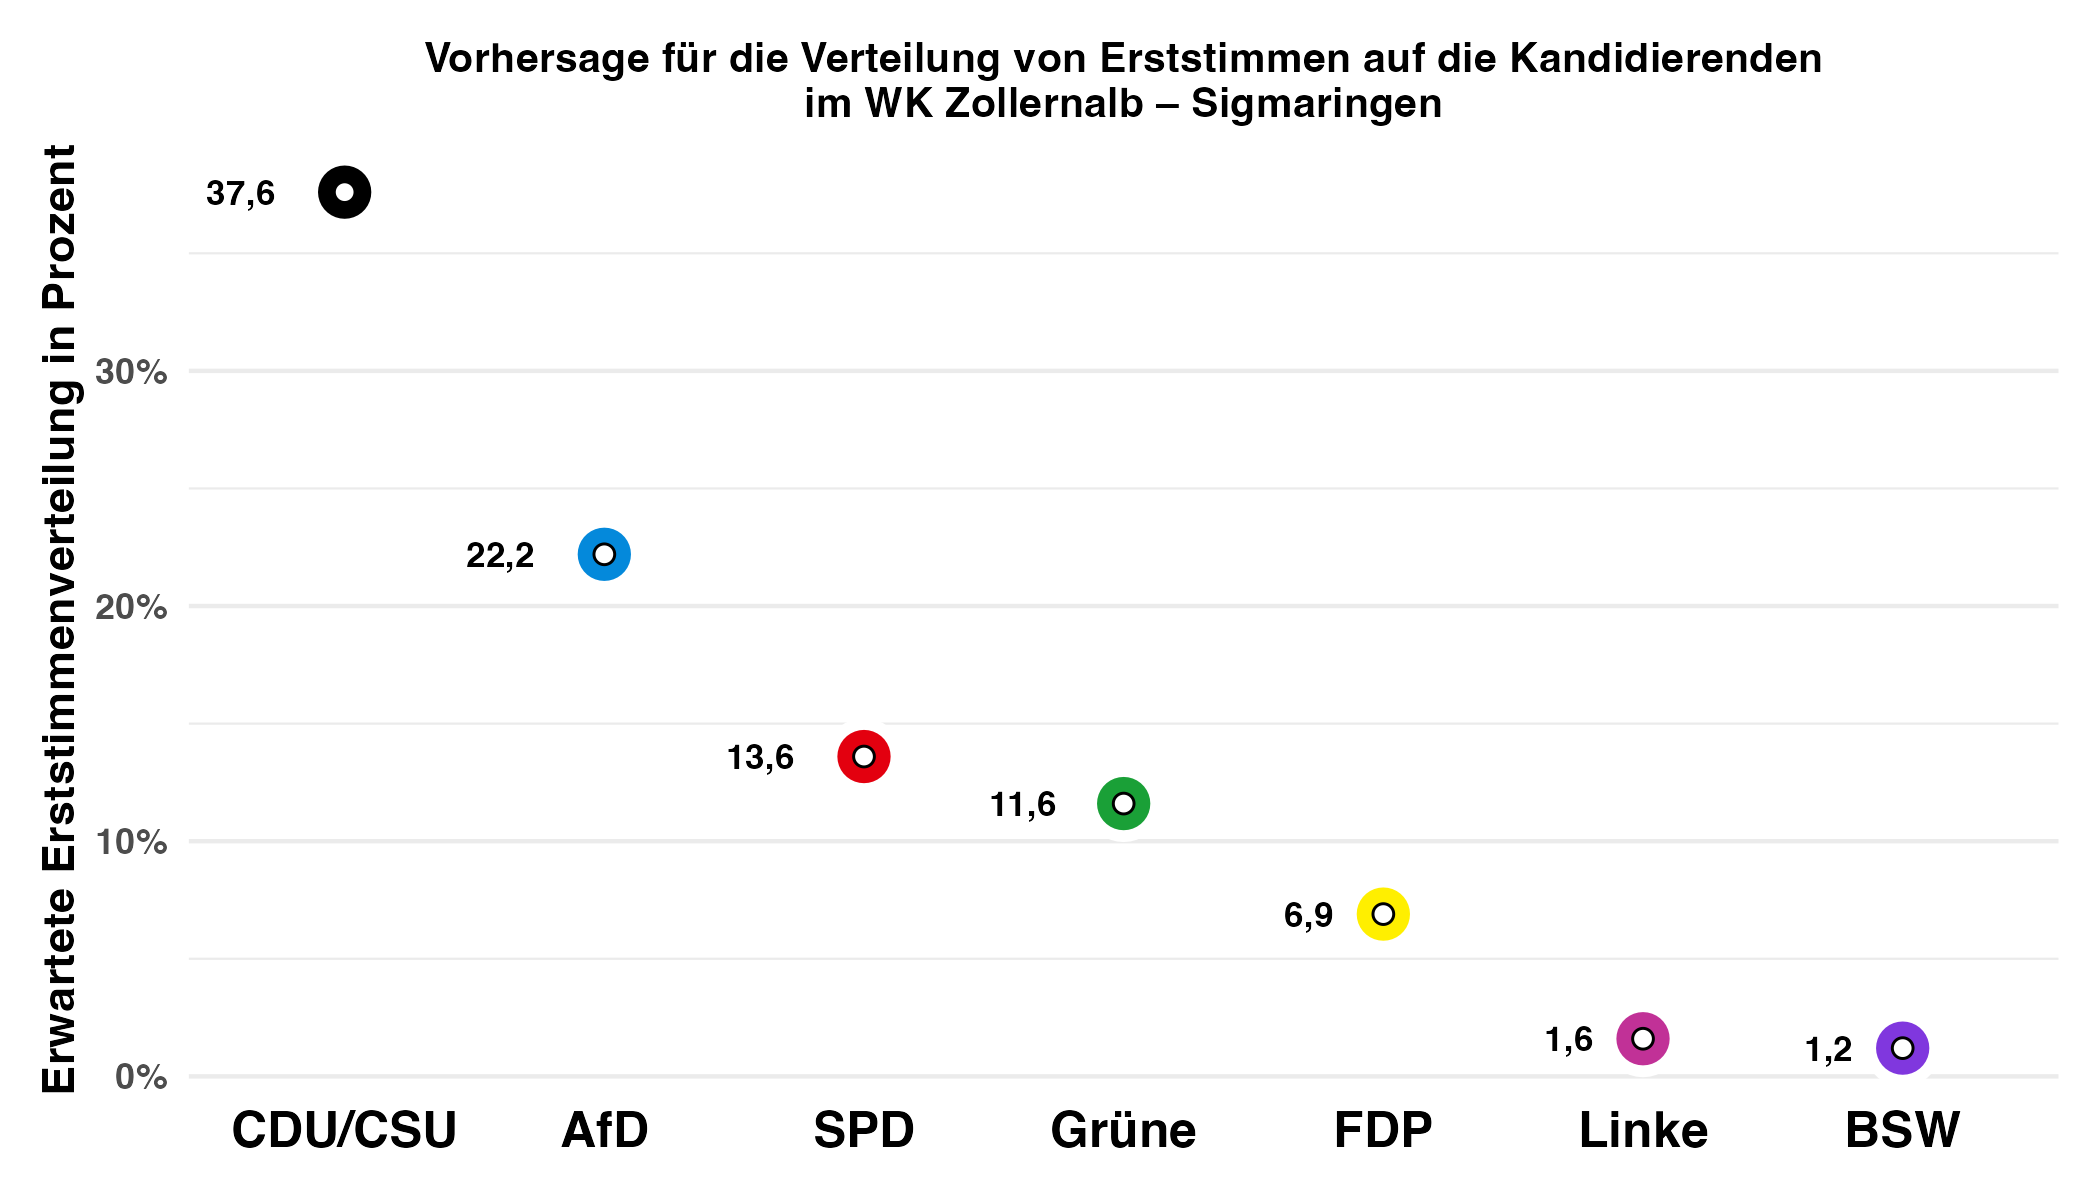 Vorhersage für die Verteilung von Erststimmen auf die Kandidierenden
im WK Zollernalb – Sigmaringen
Erwartete Erststimmenverteilung in Prozent
37,6
30%
22,2
20%
13,6
11,6
10%
6,9
1,6
1,2
0%
CDU/CSU AfD SPD Grüne FDP Linke BSW